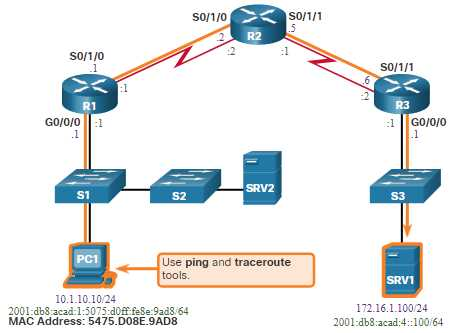 S0/1/0
S0/1/1
.2
.5
R2
S0/1/0
:2
:1
S0/1/1
.1
.6
R1
:1
:2
R3
G0/0/0
:1
:1
G0/0/0
.1
.1
S1
S2
SRV2
S3
PC1
Use ping and traceroute
tools.
SRV1
10.1.10.10/24
172.16.1.100/24
2001:db8:acad:1:5075:d0ff:fe8e:9ad8/64
2001:db8:acad:4::100/64
MAC Address: 5475.D08E.9AD8